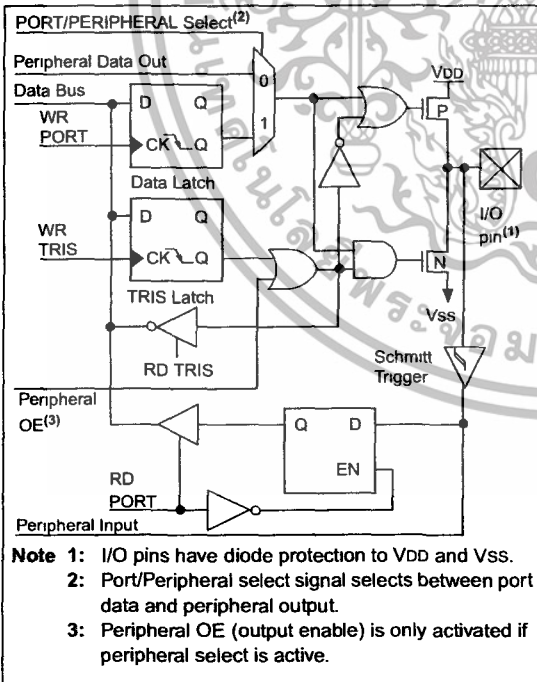 PORT/PERIPHERAL Select(2)
Peripheral Data Out
Data Bus
WR
PORT
D Q
CK Q
Data Latch
0
1
VDD
P
I/O
pin(1)
WR
TRIS
D Q
CK Q
TRIS Latch
N
Vss
RD TRIS
Schmitt
Trigger
Peripheral
OE(3)
Q D
EN
RD
PORT
Peripheral Input
Note 1: I/O pins have diode protection to VDD and Vss.
2: Port/Peripheral select signal selects between port
data and peripheral output.
3: Peripheral OE (output enable) is only activated if
peripheral select is active.